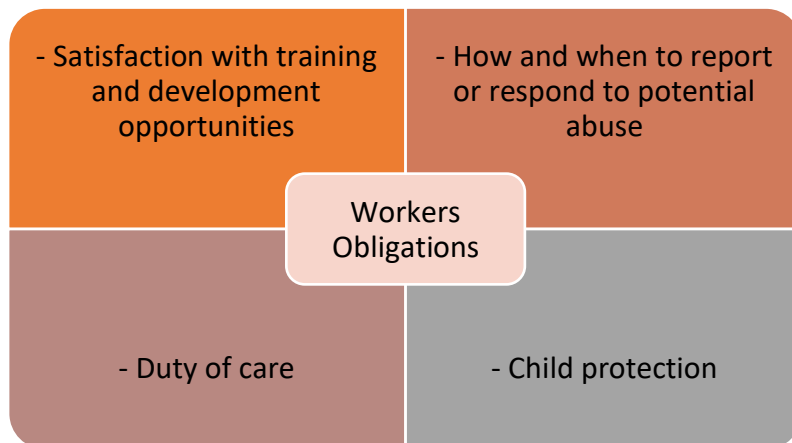 - Satisfaction with training
and development
opportunities
- How and when to report
or respond to potential
abuse
Workers
Obligations
- Duty of care
- Child protection